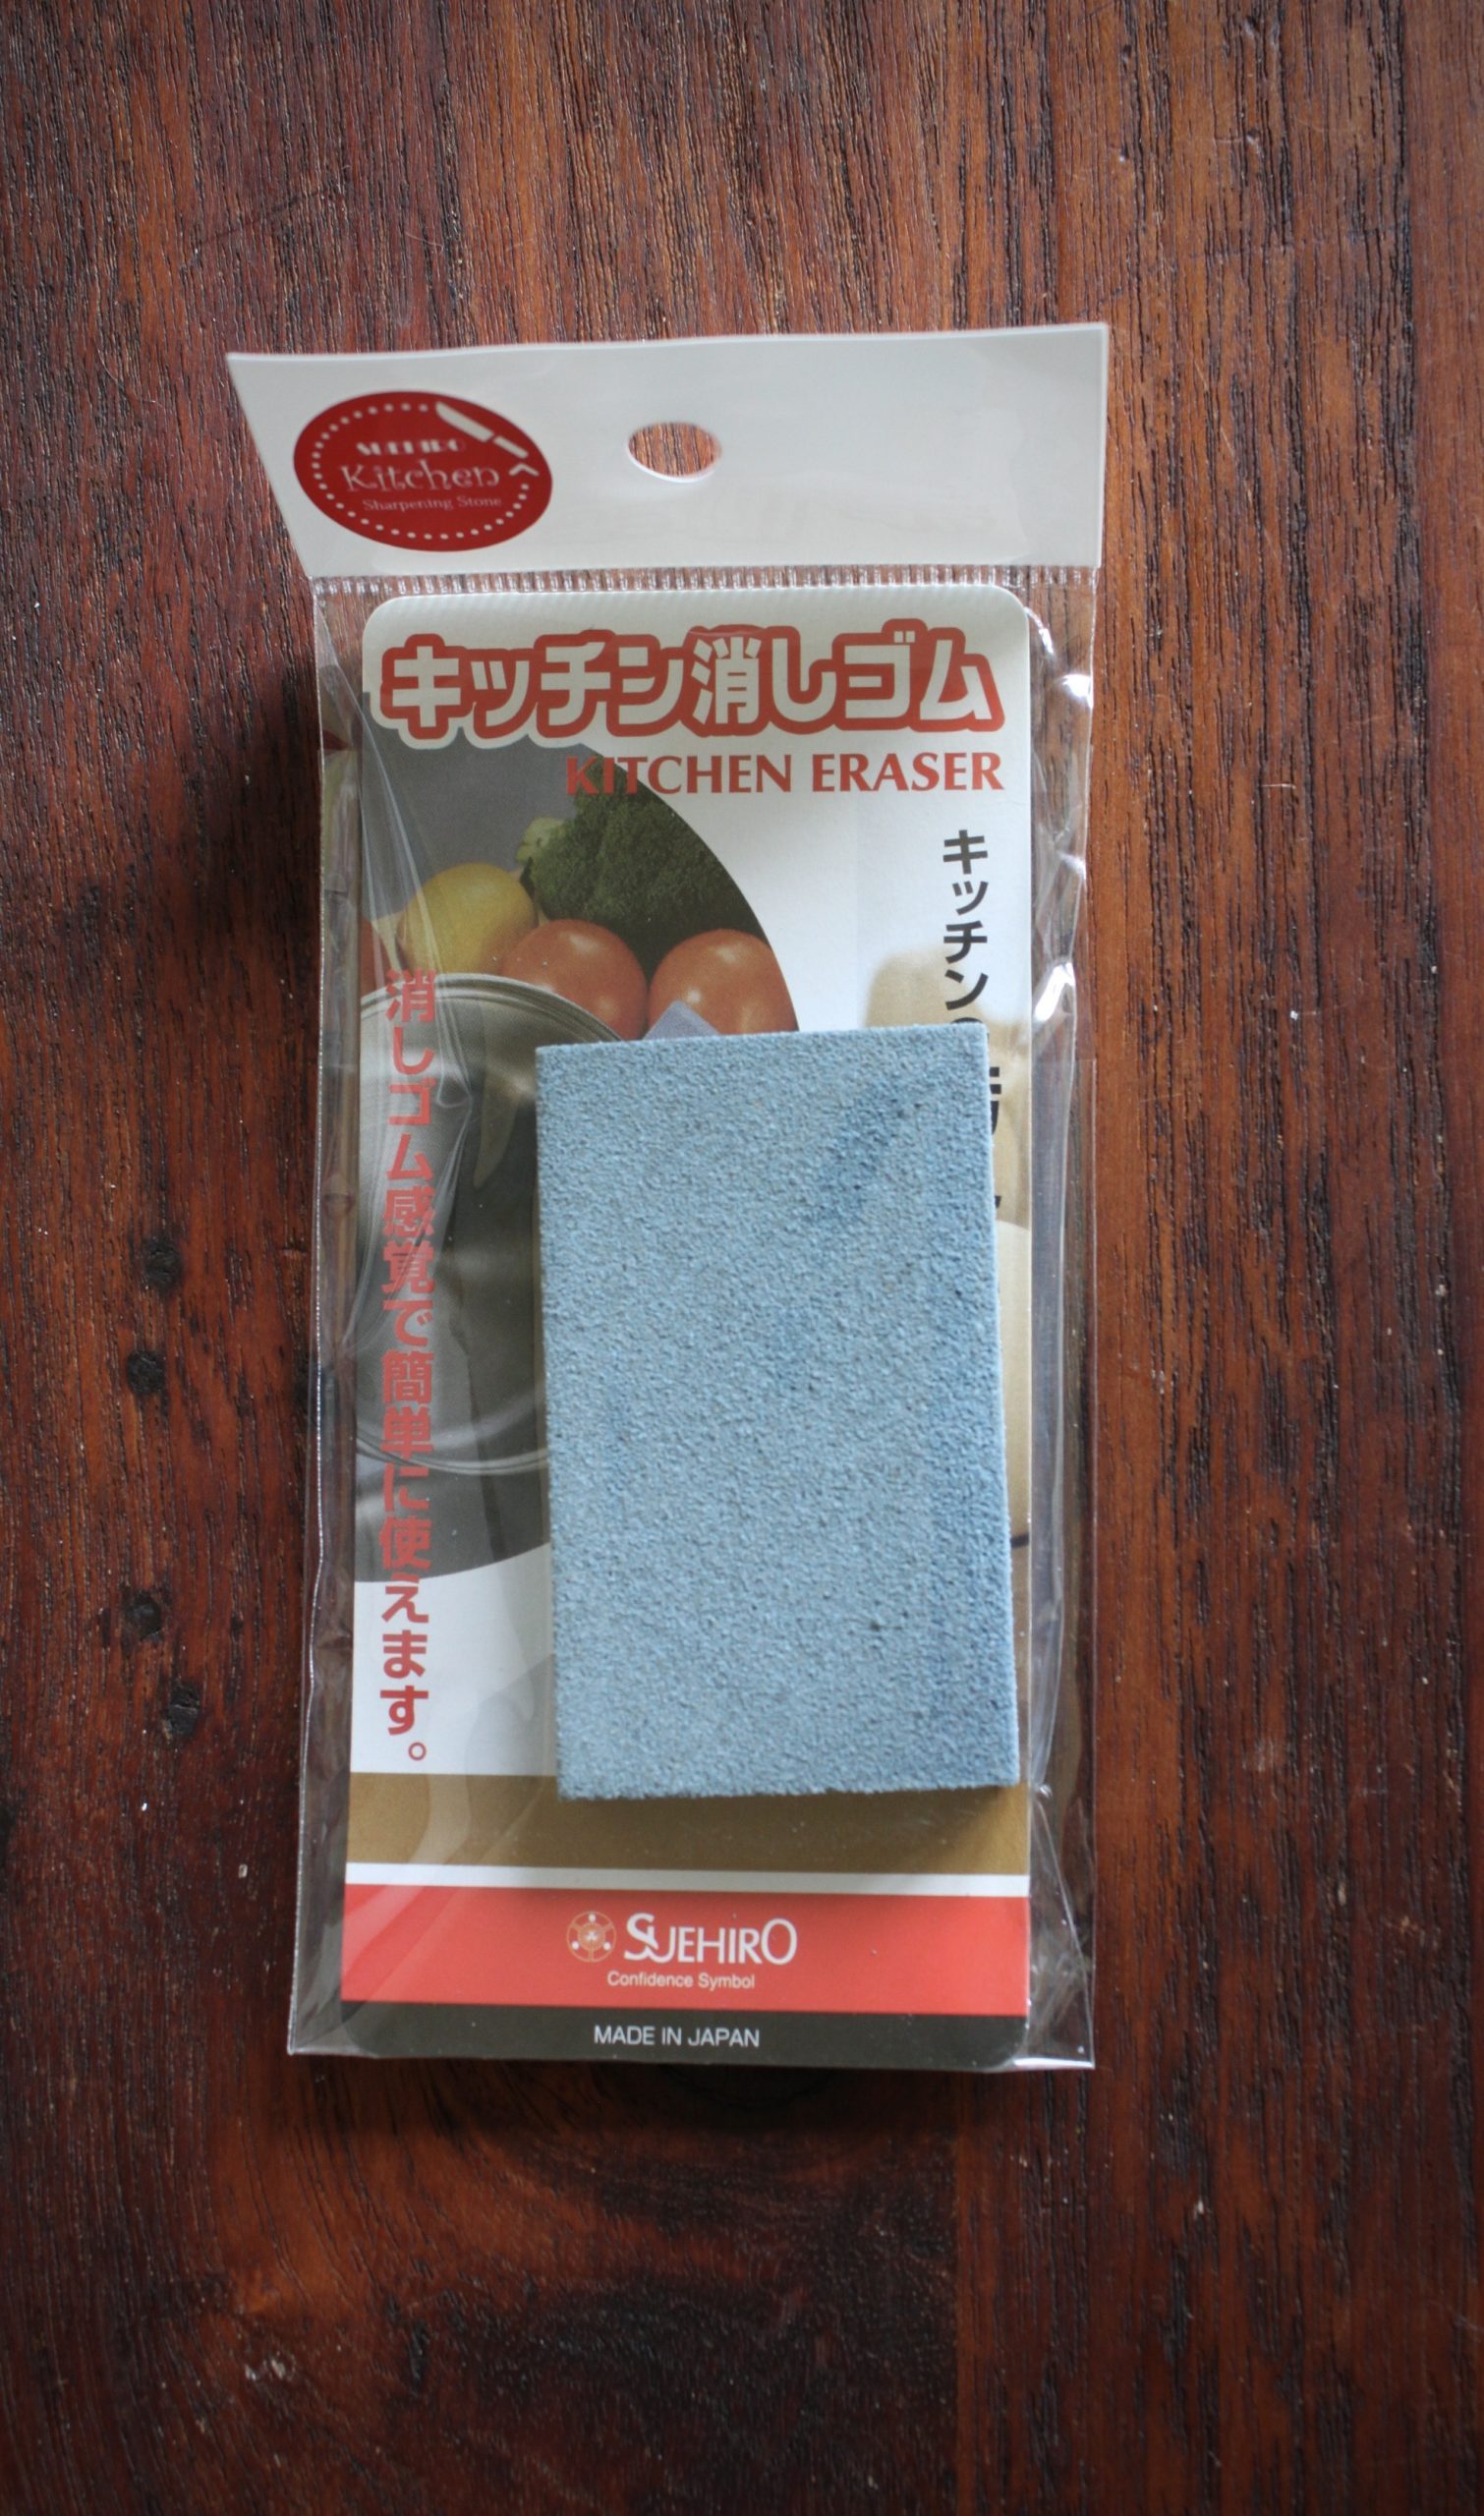 SUEHIRO
Kitchen
Sharpening Stone
キッチン消しゴム
KITCHEN ERASER
キッチン
消しゴム感覚で簡単に使えます。
SUEHIRO
Confidence Symbol
MADE IN JAPAN